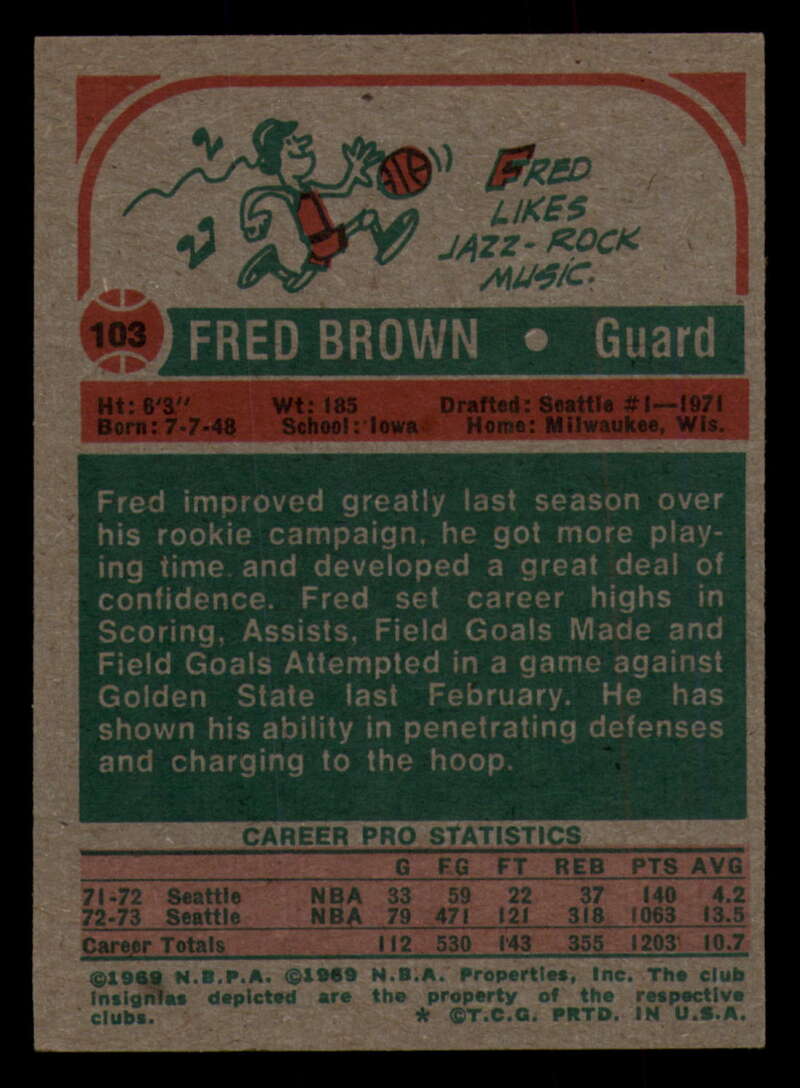 FRED
LIKES
JAZZ-ROCK
MUSIC.
103 FRED BROWN • Guard
Ht: 6'3" Wt: 185 Drafted: Seattle #1—1971
Born: 7-7-48 School: Iowa Home: Milwaukee, Wis.
Fred improved greatly last season over
his rookie campaign, he got more play-
ing time and developed a great deal of
confidence. Fred set career highs in
Scoring, Assists, Field Goals Made and
Field Goals Attempted in a game against
Golden State last February. He has
shown his ability in penetrating defenses
and charging to the hoop.
CAREER PRO STATISTICS
G FG FT REB PTS AVG
71-72 Seattle NBA 33 59 22 37 140 4.2
72-73 Seattle NBA 79 471 121 318 1063 13.5
Career Totals 112 530 143 355 1203 10.7
©1969 N.B.P.A. ©1969 N.B.A. Properties, Inc. The club
insignias depicted are the property of the respective
clubs. * ©T.C.G. PRTD. IN U.S.A.